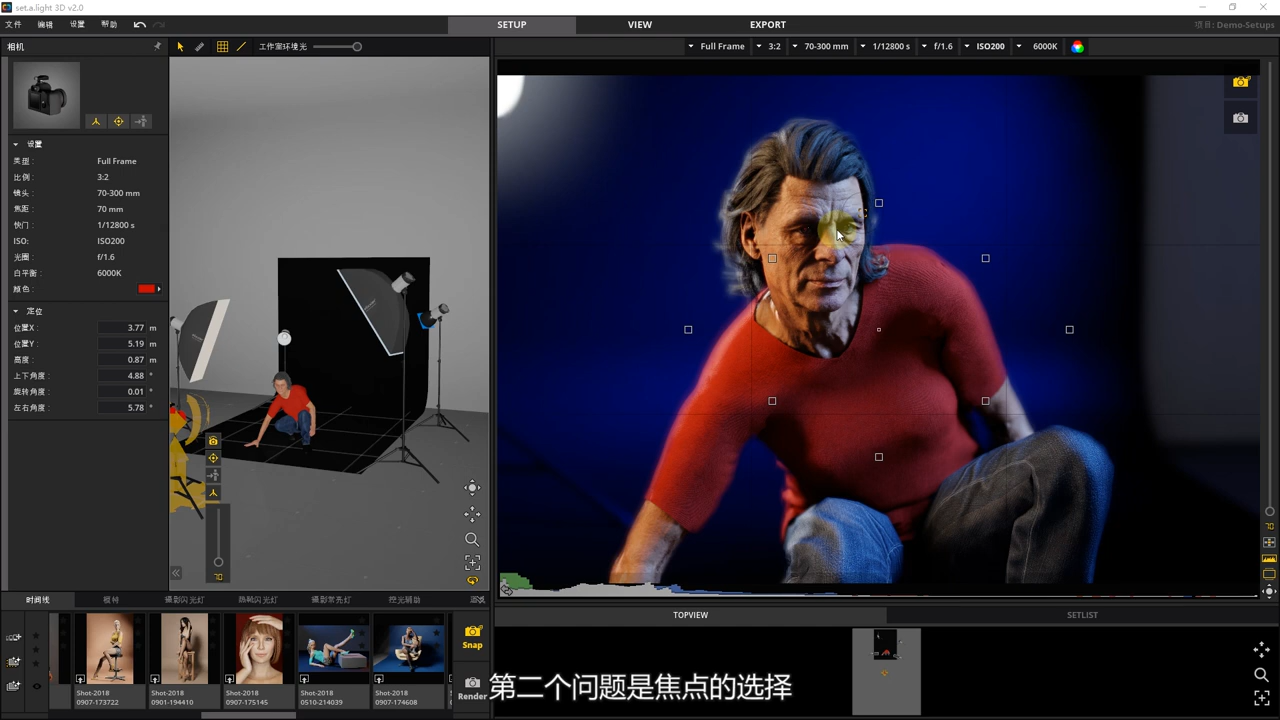 set.a.light 3D v2.0
文件 编辑 设置 帮助
SETUP VIEW EXPORT
项目: Demo-Setups
相机
工作室环境光
Full Frame 3:2 70-300 mm 1/12800 s f/1.6 ISO200 6000K
设置
类型: Full Frame
比例: 3:2
镜头: 70-300 mm
焦距: 70 mm
快门: 1/12800 s
ISO: ISO200
光圈: f/1.6
白平衡: 6000K
颜色:
定位
位置X: 3.77 m
位置Y: 5.19 m
高度: 0.87 m
上下角度: 4.88 °
旋转角度: 0.01 °
左右角度: 5.78 °
70
70
时间线 模特 摄影闪光灯 热靴闪光灯 摄影常亮灯 控光辅助
TOPVIEW SETLIST
Snap
Render
Shot-2018
0907-173722
Shot-2018
0901-194410
Shot-2018
0907-175145
Shot-2018
0510-214039
Shot-2018
0907-174608
第二个问题是焦点的选择